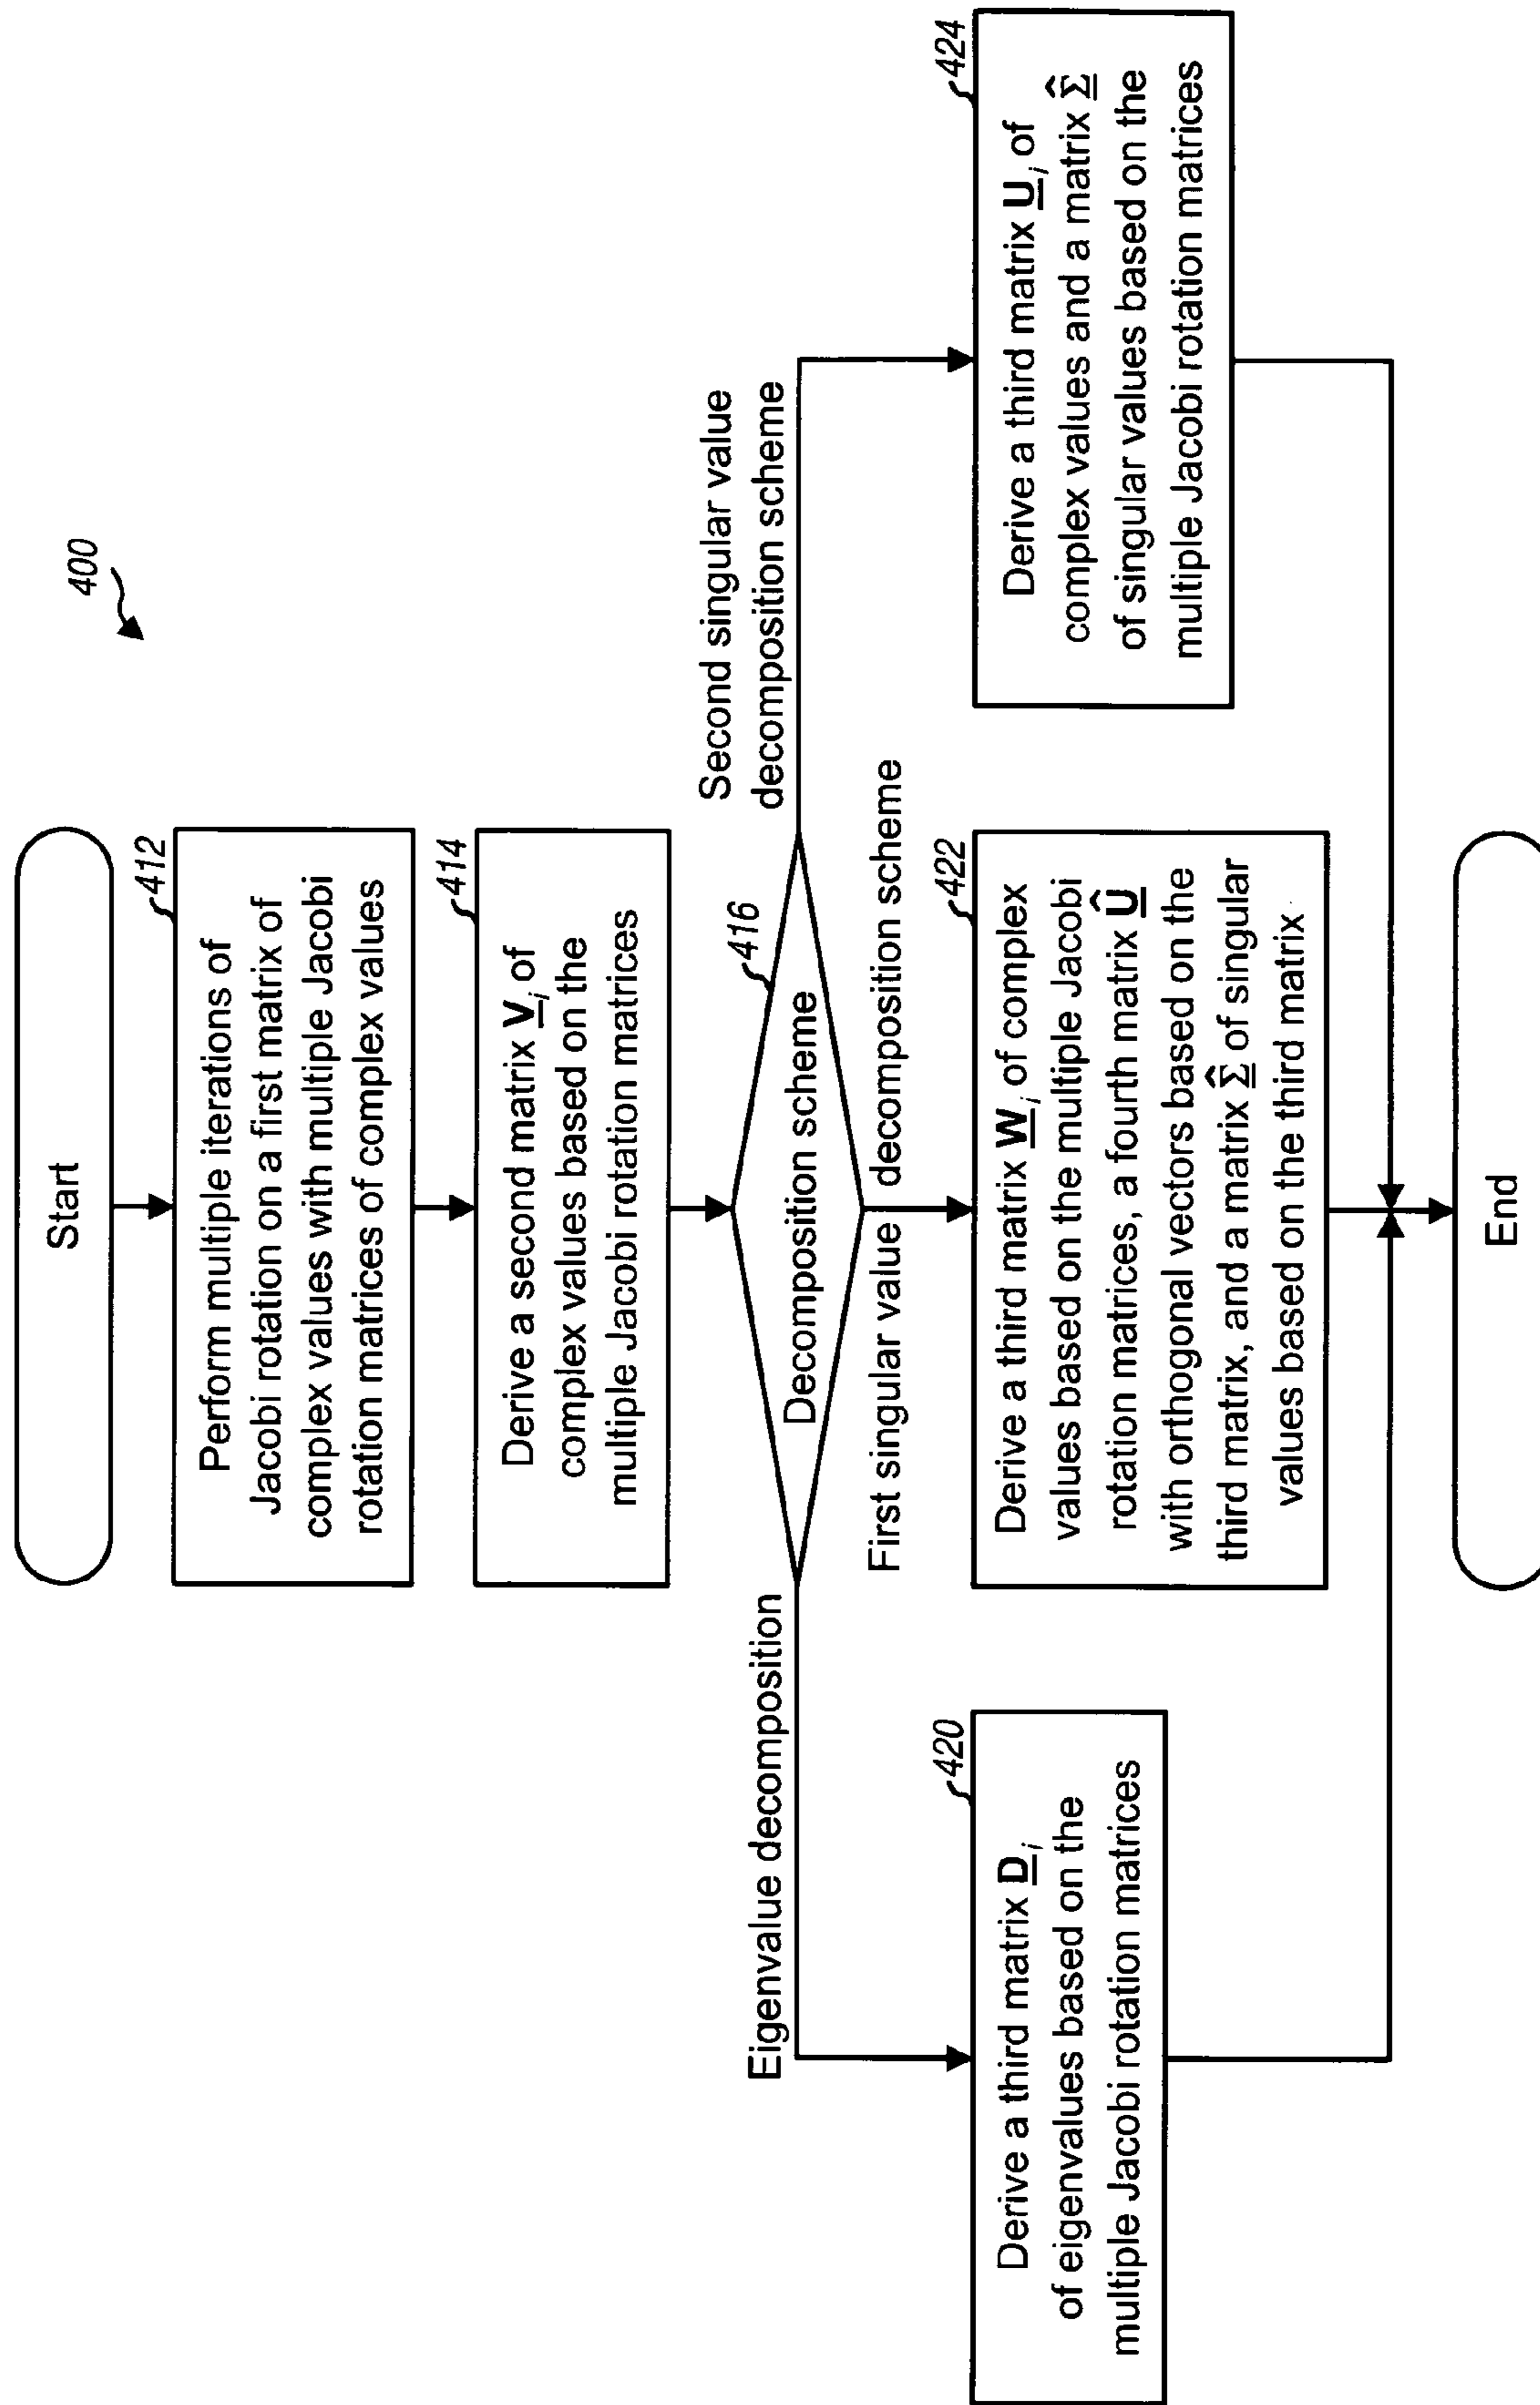 400
Start
412
Perform multiple iterations of
Jacobi rotation on a first matrix of
complex values with multiple Jacobi
rotation matrices of complex values
414
Derive a second matrix V̲i of
complex values based on the
multiple Jacobi rotation matrices
416
Decomposition scheme
Eigenvalue decomposition
First singular value decomposition scheme
Second singular value
decomposition scheme
420
Derive a third matrix D̲i
of eigenvalues based on the
multiple Jacobi rotation matrices
422
Derive a third matrix W̲i of complex
values based on the multiple Jacobi
rotation matrices, a fourth matrix Û̲
with orthogonal vectors based on the
third matrix, and a matrix Σ̲̂ of singular
values based on the third matrix
424
Derive a third matrix U̲i of
complex values and a matrix Σ̲̂
of singular values based on the
multiple Jacobi rotation matrices
End